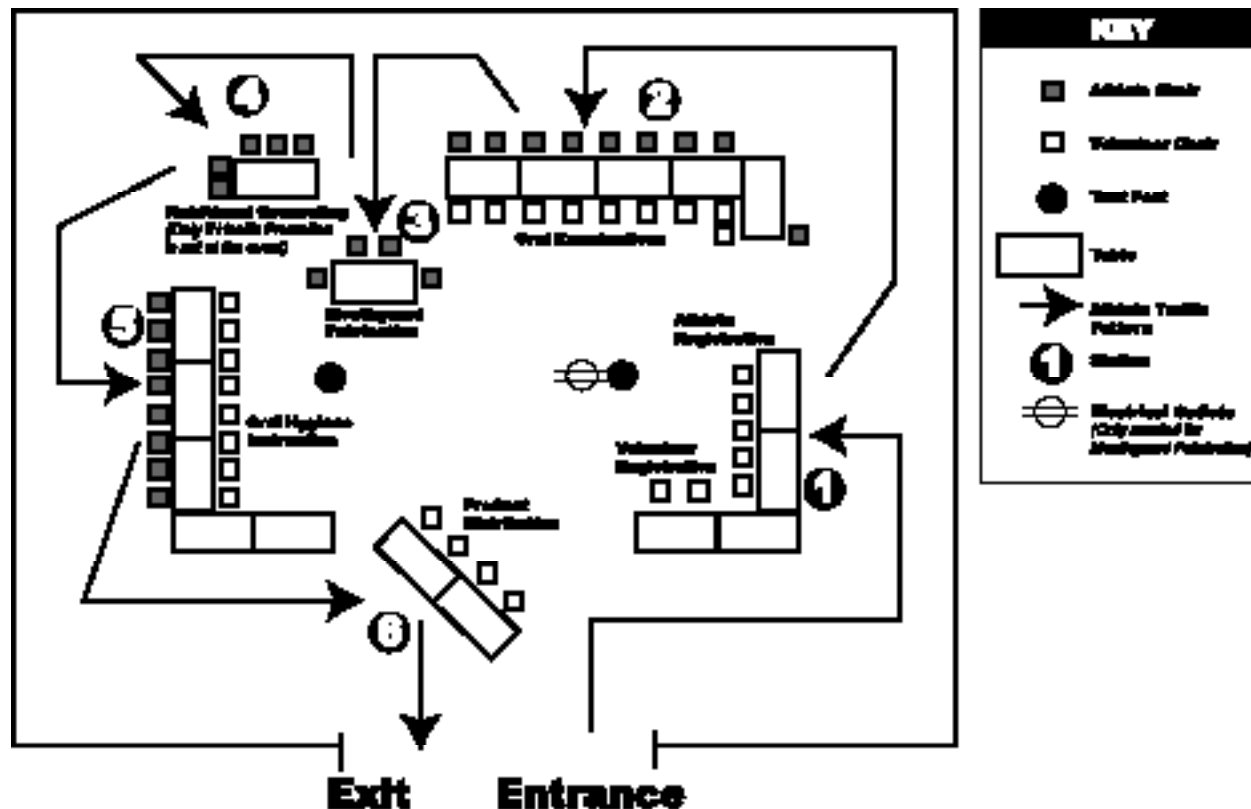 KEY
Athlete Chair
Volunteer Chair
Tent Post
Table
Athlete Traffic
Pattern
1
Station
Electrical Outlets
(Only needed for
Mouthguard Fabrication)
4
2
Nutritional Counseling
(Only if Health Promotion
is not at the event)
3
Oral Examinations
Mouthguard
Fabrication
Athlete
Registration
5
Oral Hygiene
Instruction
Volunteer
Registration
1
Product
Distribution
6
Exit
Entrance